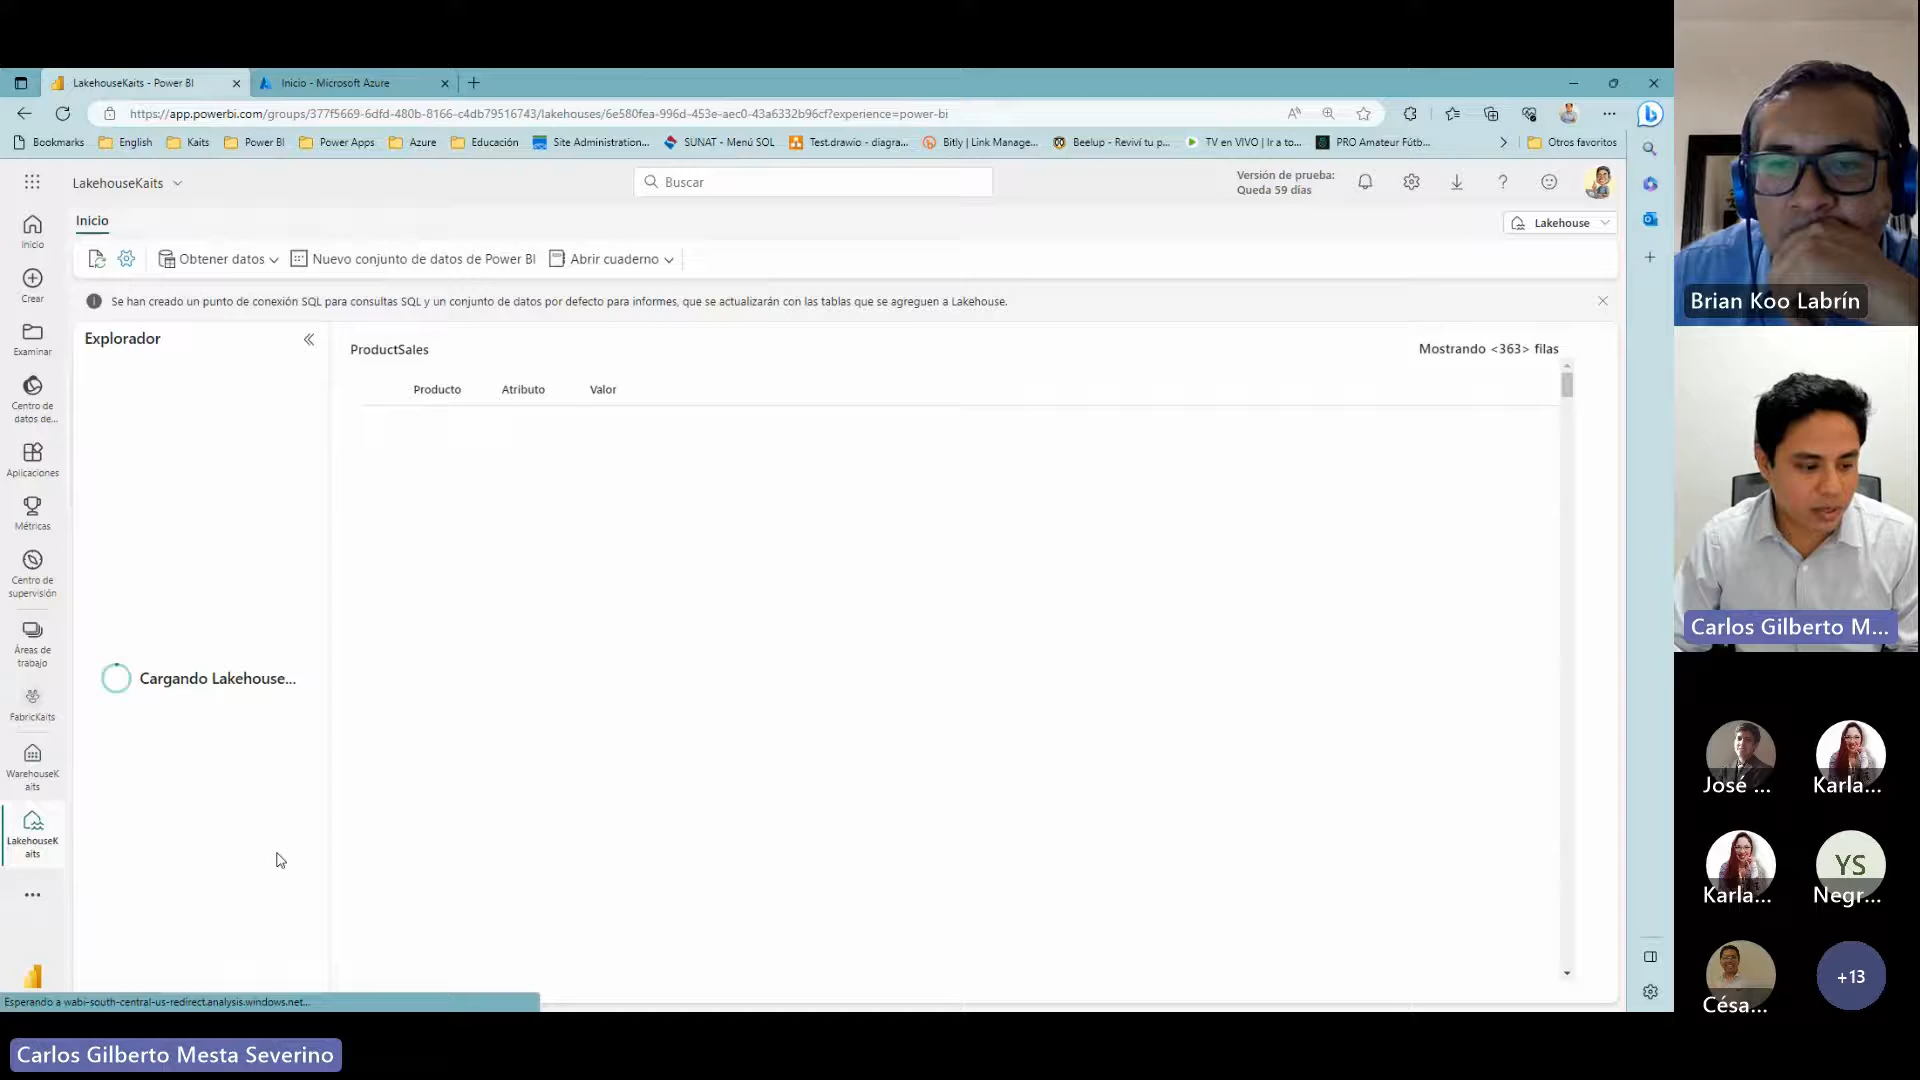 LakehouseKaits - Power BI
Inicio - Microsoft Azure
https://app.powerbi.com/groups/377f5669-6dfd-480b-8166-c4db79516743/lakehouses/6e580fea-996d-453e-aec0-43a6332b96cf?experience=power-bi
Bookmarks English Kaits Power BI Power Apps Azure Educación Site Administration... SUNAT - Menú SOL Test.drawio - diagra... Bitly | Link Manage... Beelup - Reviví tu p... TV en VIVO | Ir a to... PRO Amateur Fútb... Otros favoritos
LakehouseKaits
Buscar
Versión de prueba:
Queda 59 días
Inicio
Lakehouse
Obtener datos
Nuevo conjunto de datos de Power BI
Abrir cuaderno
Se han creado un punto de conexión SQL para consultas SQL y un conjunto de datos por defecto para informes, que se actualizarán con las tablas que se agreguen a Lakehouse.
Explorador
Cargando Lakehouse...
ProductSales
Mostrando <363> filas
Producto Atributo Valor
Inicio
Crear
Examinar
Centro de
datos de...
Aplicaciones
Métricas
Centro de
supervisión
Áreas de
trabajo
FabricKaits
WarehouseK
aits
LakehouseK
aits
Esperando a wabi-south-central-us-redirect.analysis.windows.net...
Brian Koo Labrín
Carlos Gilberto M...
José ...
Karla...
Karla...
YS
Negr...
Césa...
+13
Carlos Gilberto Mesta Severino